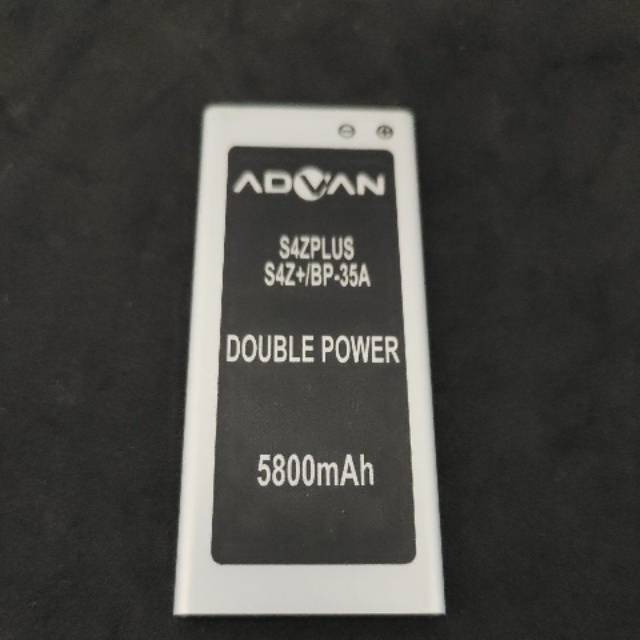 ADVAN
S4ZPLUS
S4Z+/BP-35A
DOUBLE POWER
5800mAh